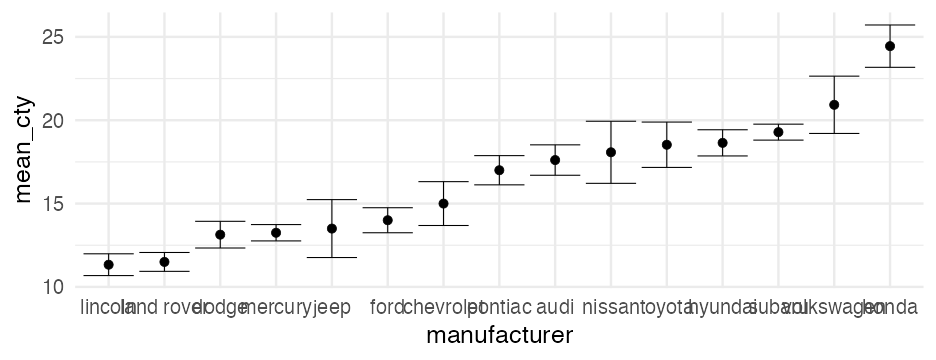 25
20
15
10
mean_cty
lincoln land rover dodge mercury jeep ford chevrolet pontiac audi nissan toyota hyundai subaru volkswagen honda
manufacturer